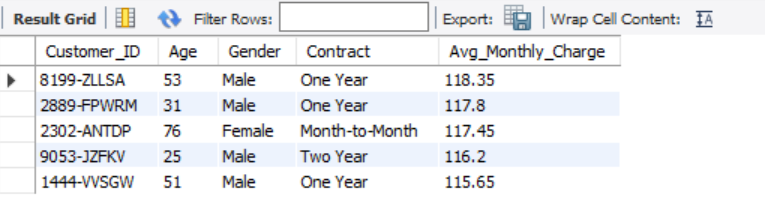 Result Grid Filter Rows: Export: Wrap Cell Content: IA
Customer_ID Age Gender Contract Avg_Monthly_Charge
8199-ZLLSA 53 Male One Year 118.35
2889-FPWRM 31 Male One Year 117.8
2302-ANTDP 76 Female Month-to-Month 117.45
9053-JZFKV 25 Male Two Year 116.2
1444-VVSGW 51 Male One Year 115.65